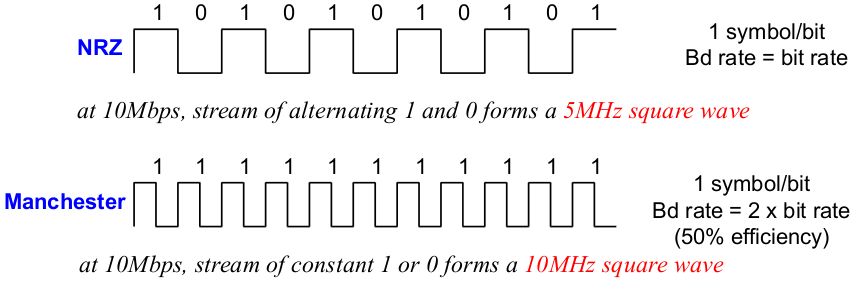 1 0 1 0 1 0 1 0 1 0 1
NRZ
1 symbol/bit
Bd rate = bit rate
at 10Mbps, stream of alternating 1 and 0 forms a 5MHz square wave
1 1 1 1 1 1 1 1 1 1 1
Manchester
1 symbol/bit
Bd rate = 2 x bit rate
(50% efficiency)
at 10Mbps, stream of constant 1 or 0 forms a 10MHz square wave